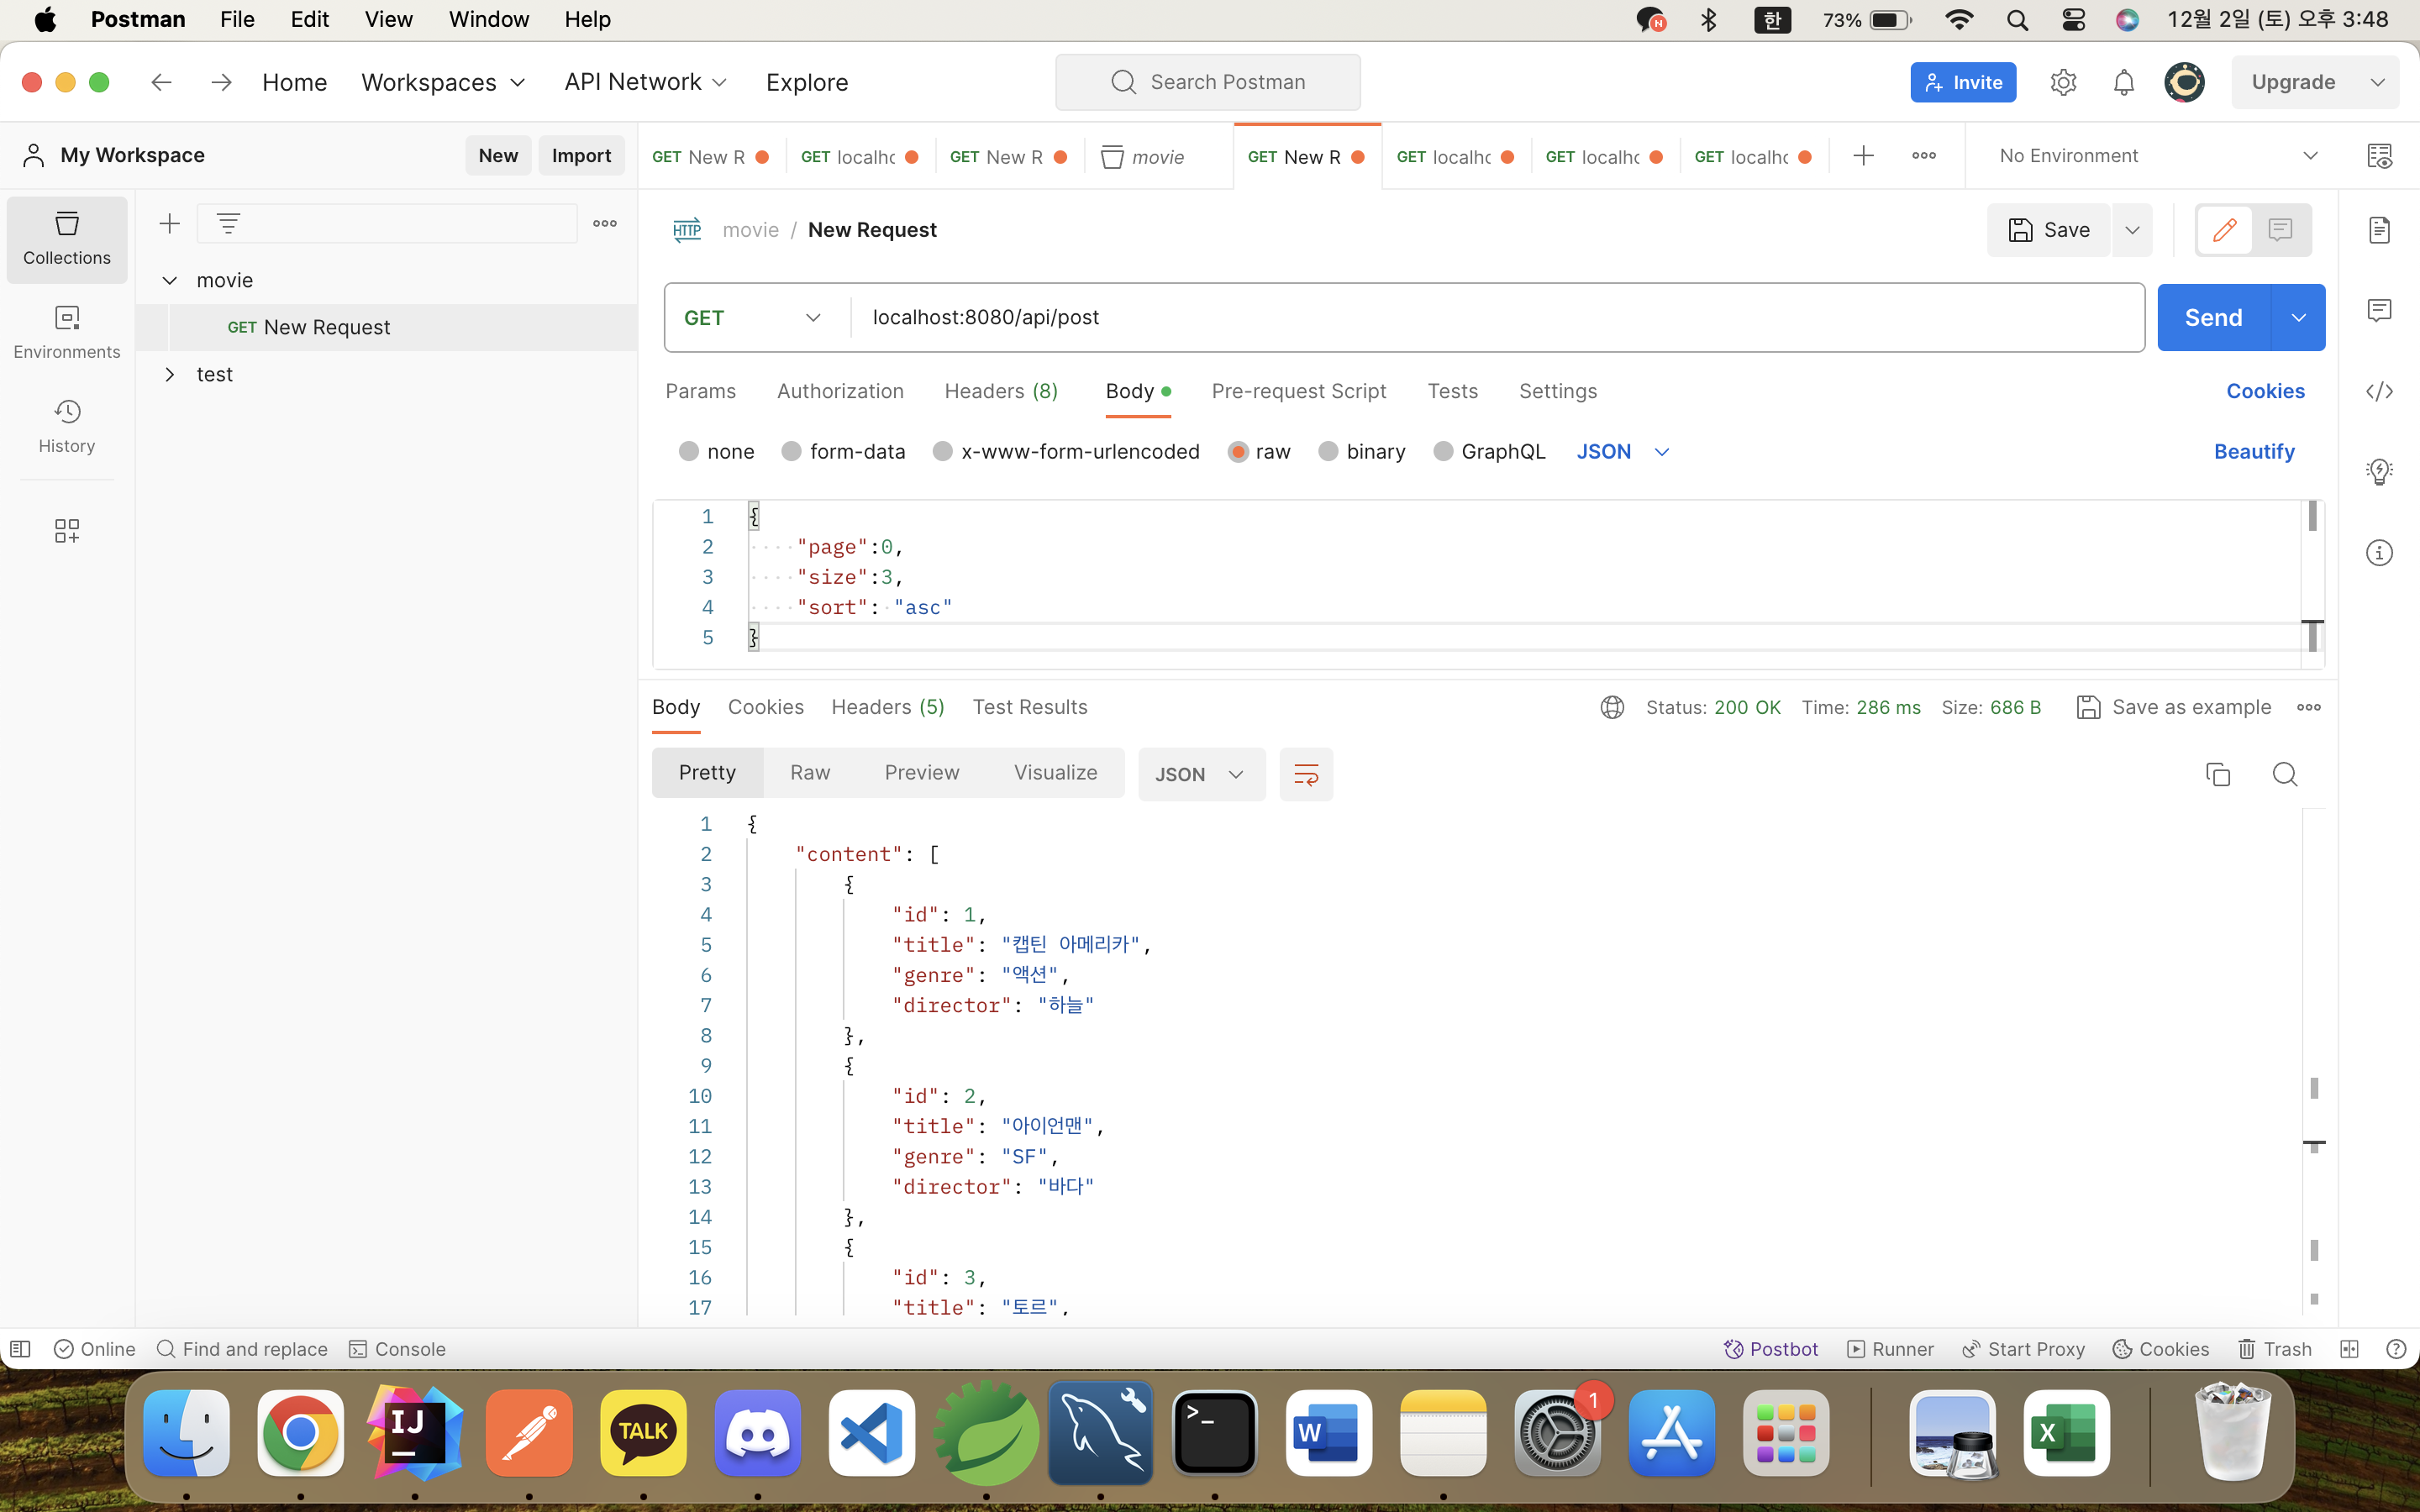 Postman File Edit View Window Help N 한 73% 12월 2일 (토) 오후 3:48
Home Workspaces API Network Explore Search Postman Invite Upgrade
My Workspace New Import GET New R GET localhc GET New R movie GET New R GET localhc GET localhc GET localhc No Environment
Collections
Environments
History
movie
GET New Request
test
HTTP movie / New Request Save
GET localhost:8080/api/post Send
Params Authorization Headers (8) Body Pre-request Script Tests Settings Cookies
none form-data x-www-form-urlencoded raw binary GraphQL JSON Beautify
1 {
2 "page":0,
3 "size":3,
4 "sort": "asc"
5 }
Body Cookies Headers (5) Test Results Status: 200 OK Time: 286 ms Size: 686 B Save as example
Pretty Raw Preview Visualize JSON
1 {
2 "content": [
3 {
4 "id": 1,
5 "title": "캡틴 아메리카",
6 "genre": "액션",
7 "director": "하늘"
8 },
9 {
10 "id": 2,
11 "title": "아이언맨",
12 "genre": "SF",
13 "director": "바다"
14 },
15 {
16 "id": 3,
17 "title": "토르",
Online Find and replace Console Postbot Runner Start Proxy Cookies Trash
IJ TALK >_ W 1 X